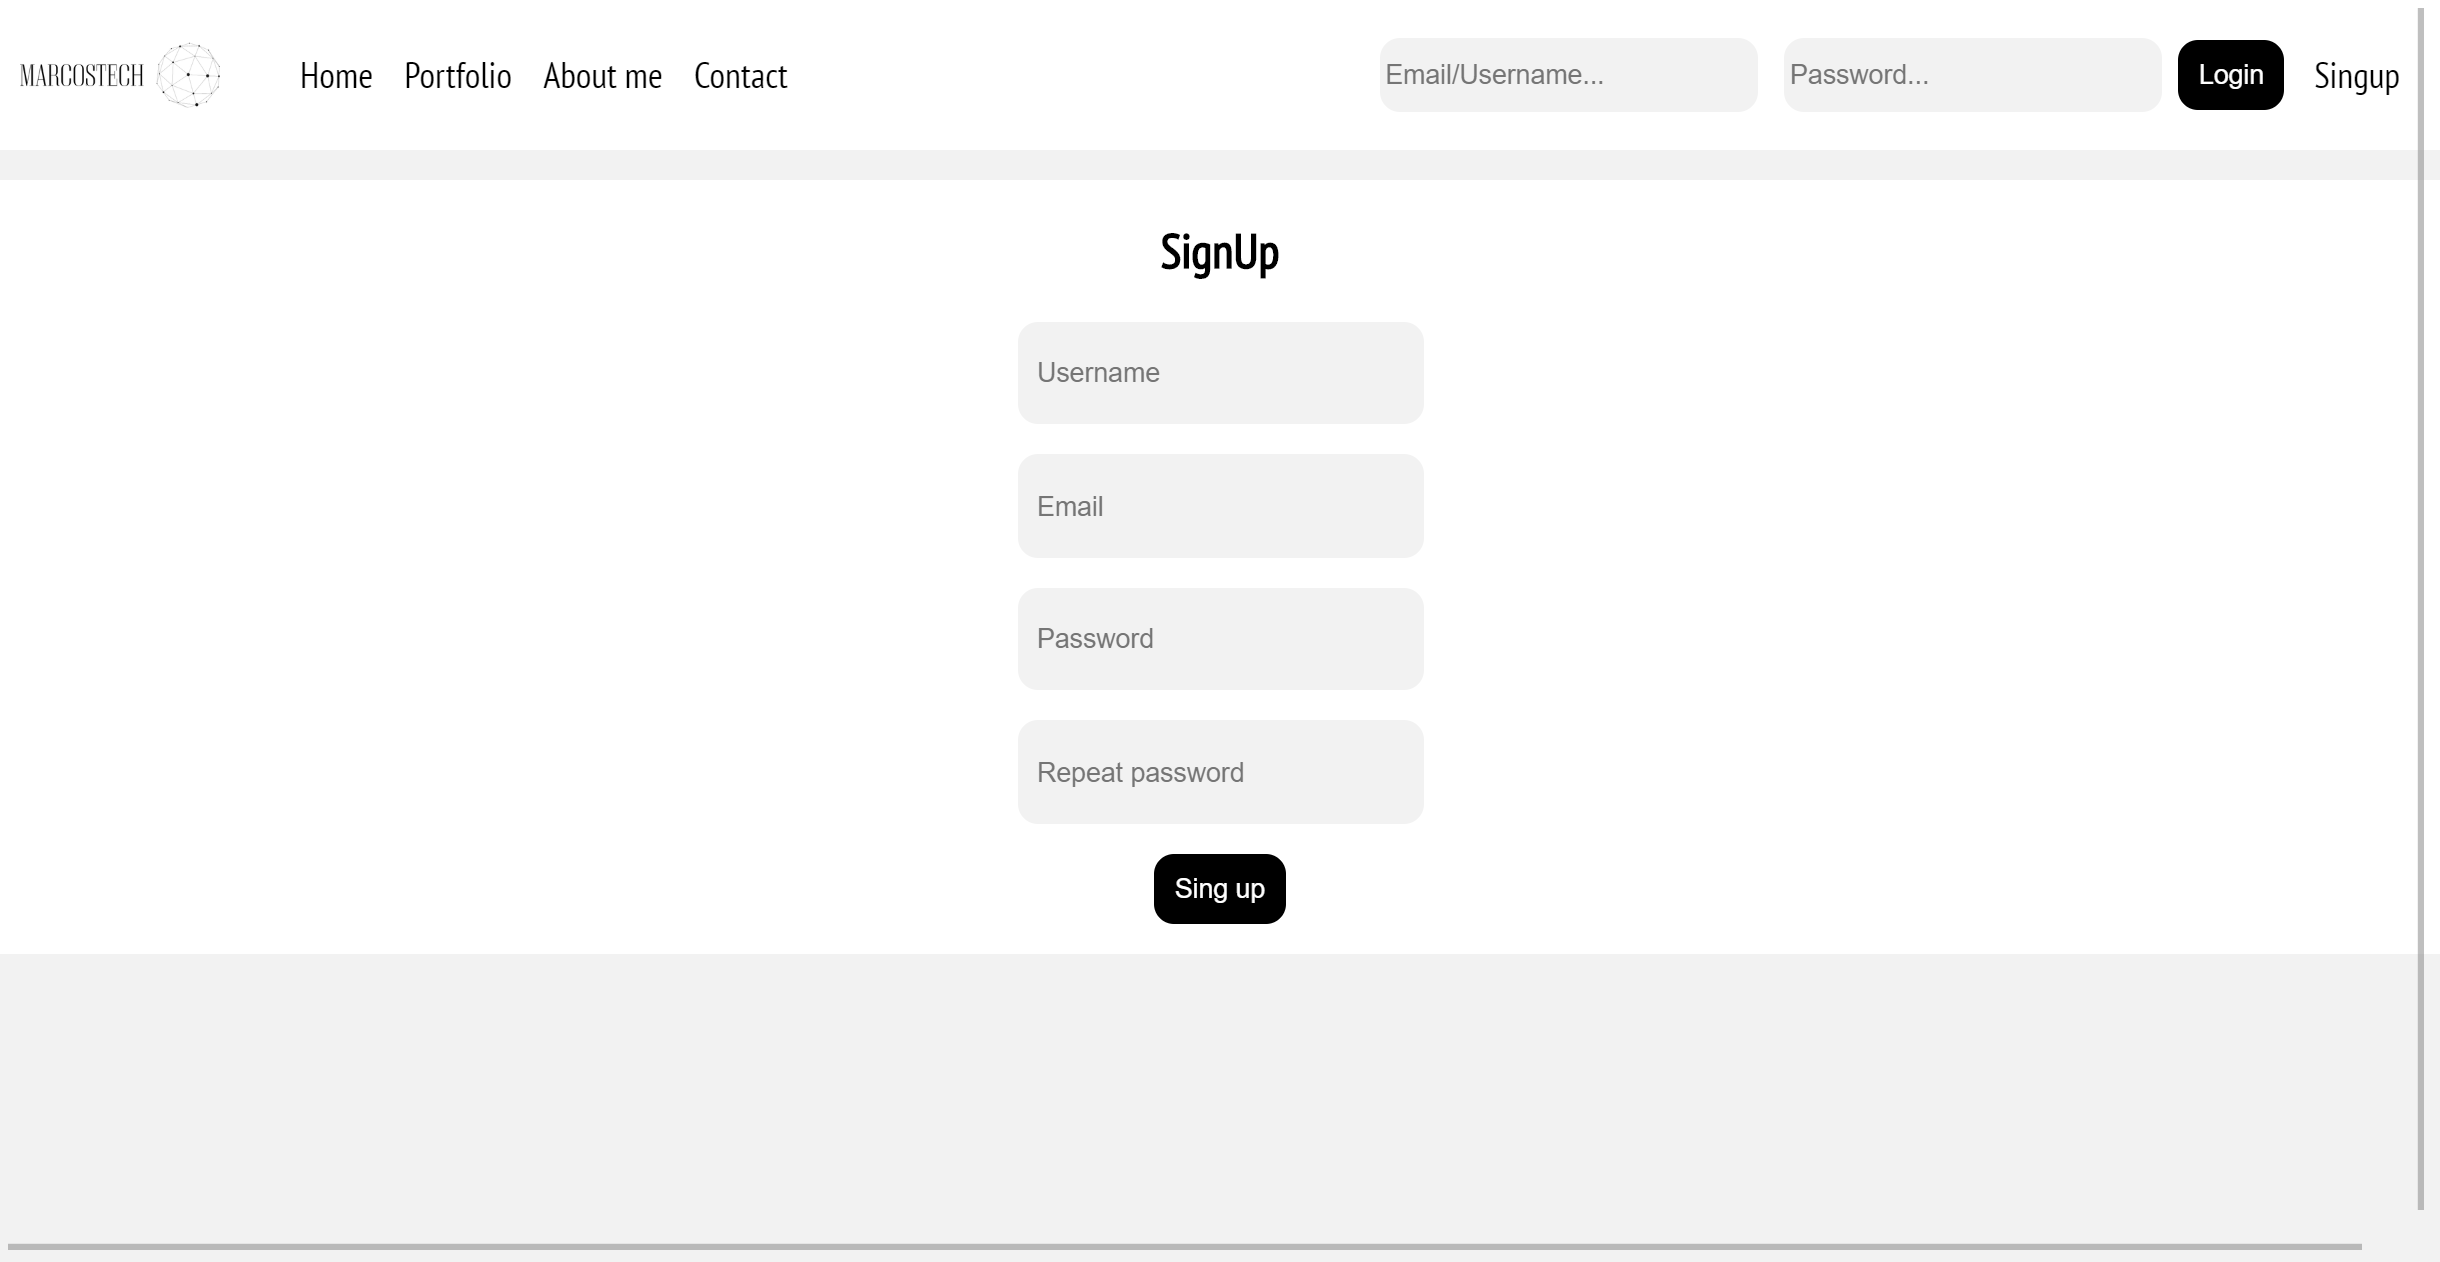 MARCOSTECH
Home Portfolio About me Contact Email/Username... Password... Login Singup
SignUp
Username
Email
Password
Repeat password
Sing up